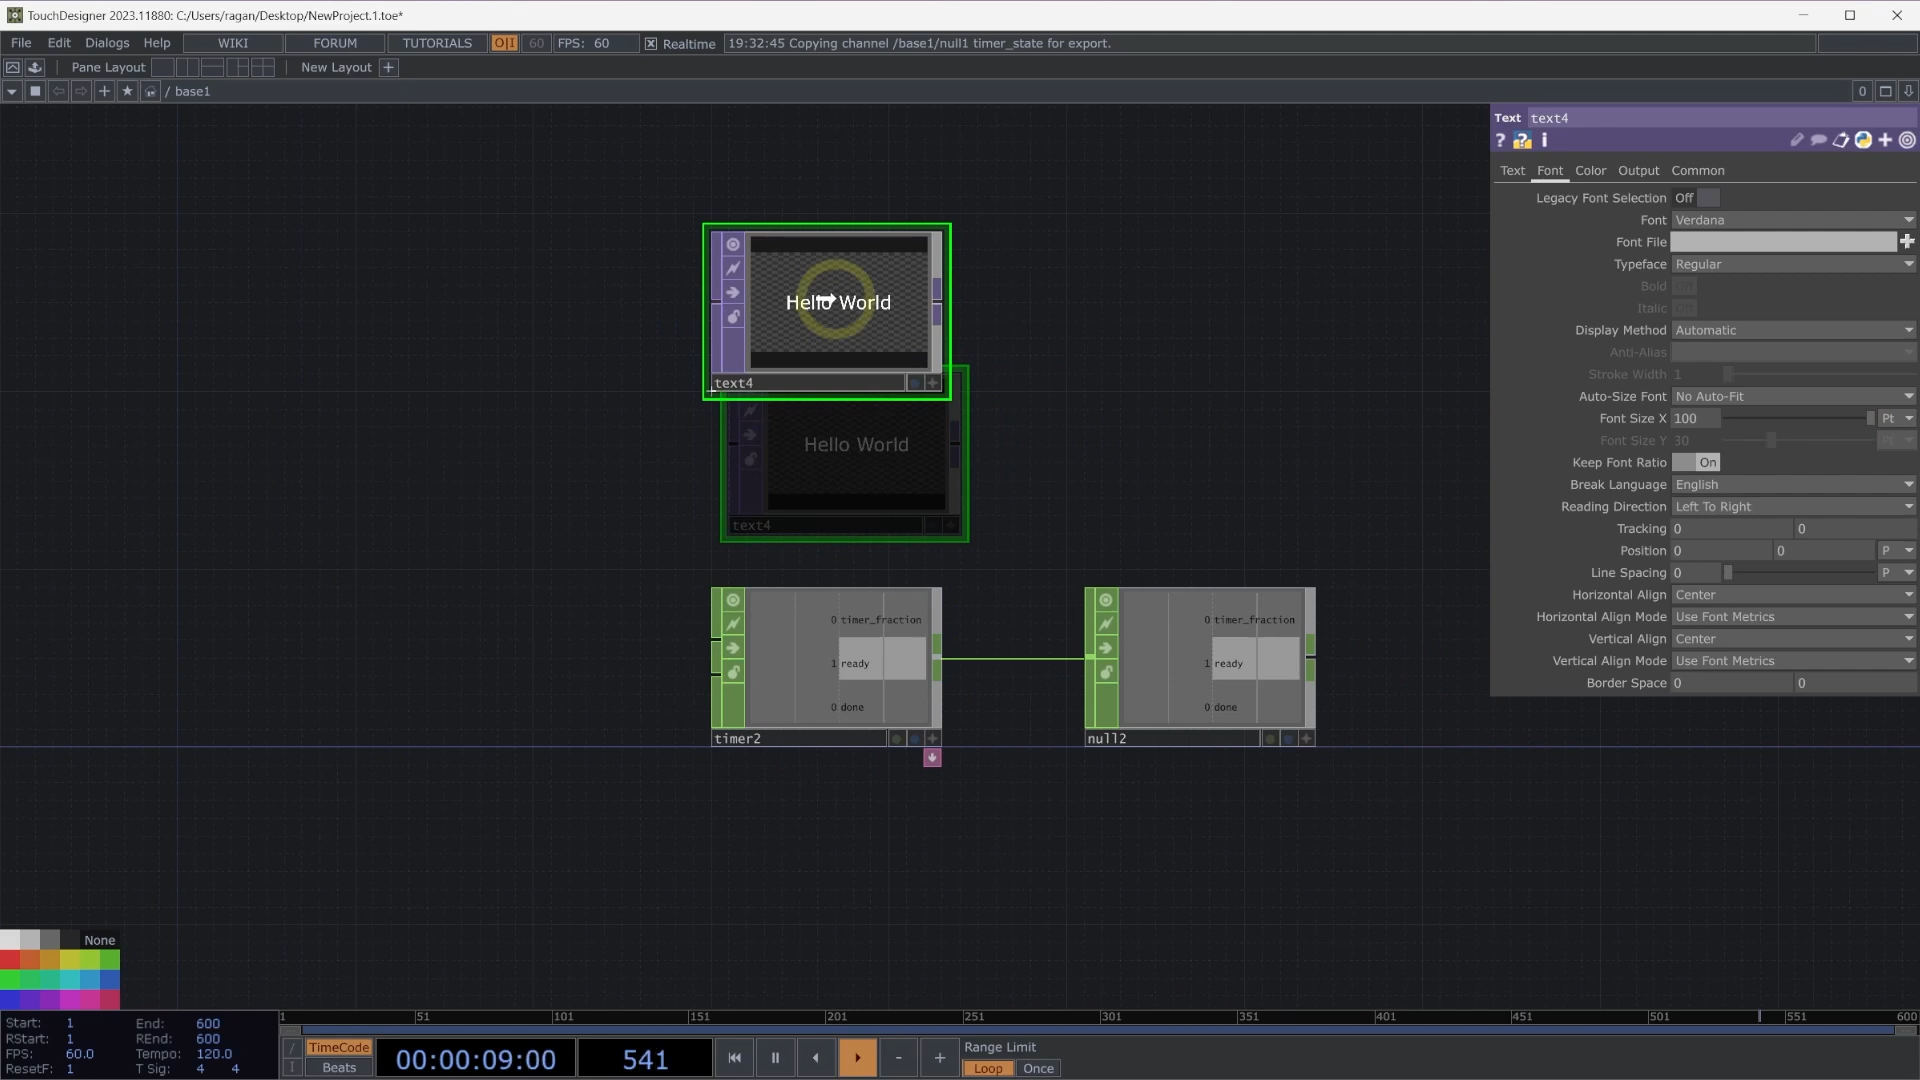 TouchDesigner 2023.11880: C:/Users/ragan/Desktop/NewProject.1.toe*
File Edit Dialogs Help WIKI FORUM TUTORIALS O|I 60 FPS: 60 Realtime 19:32:45 Copying channel /base1/null1 timer_state for export.
Pane Layout New Layout +
/ base1 0
Text text4
? ? i
Text Font Color Output Common
Legacy Font Selection Off
Font Verdana
Font File
Typeface Regular
Bold Off
Italic Off
Display Method Automatic
Anti-Alias
Stroke Width 1
Auto-Size Font No Auto-Fit
Font Size X 100 Pt
Font Size Y 30 Pt
Keep Font Ratio On
Break Language English
Reading Direction Left To Right
Tracking 0 0
Position 0 0 P
Line Spacing 0 P
Horizontal Align Center
Horizontal Align Mode Use Font Metrics
Vertical Align Center
Vertical Align Mode Use Font Metrics
Border Space 0 0
Hello World
text4
Hello World
text4
0 timer_fraction
1 ready
0 done
timer2
0 timer_fraction
1 ready
0 done
null2
None
1 51 101 151 201 251 301 351 401 451 501 551 600
Start: 1 End: 600
RStart: 1 REnd: 600
FPS: 60.0 Tempo: 120.0
ResetF: 1 T Sig: 4 4
TimeCode
Beats
00:00:09:00 541
Range Limit
Loop Once